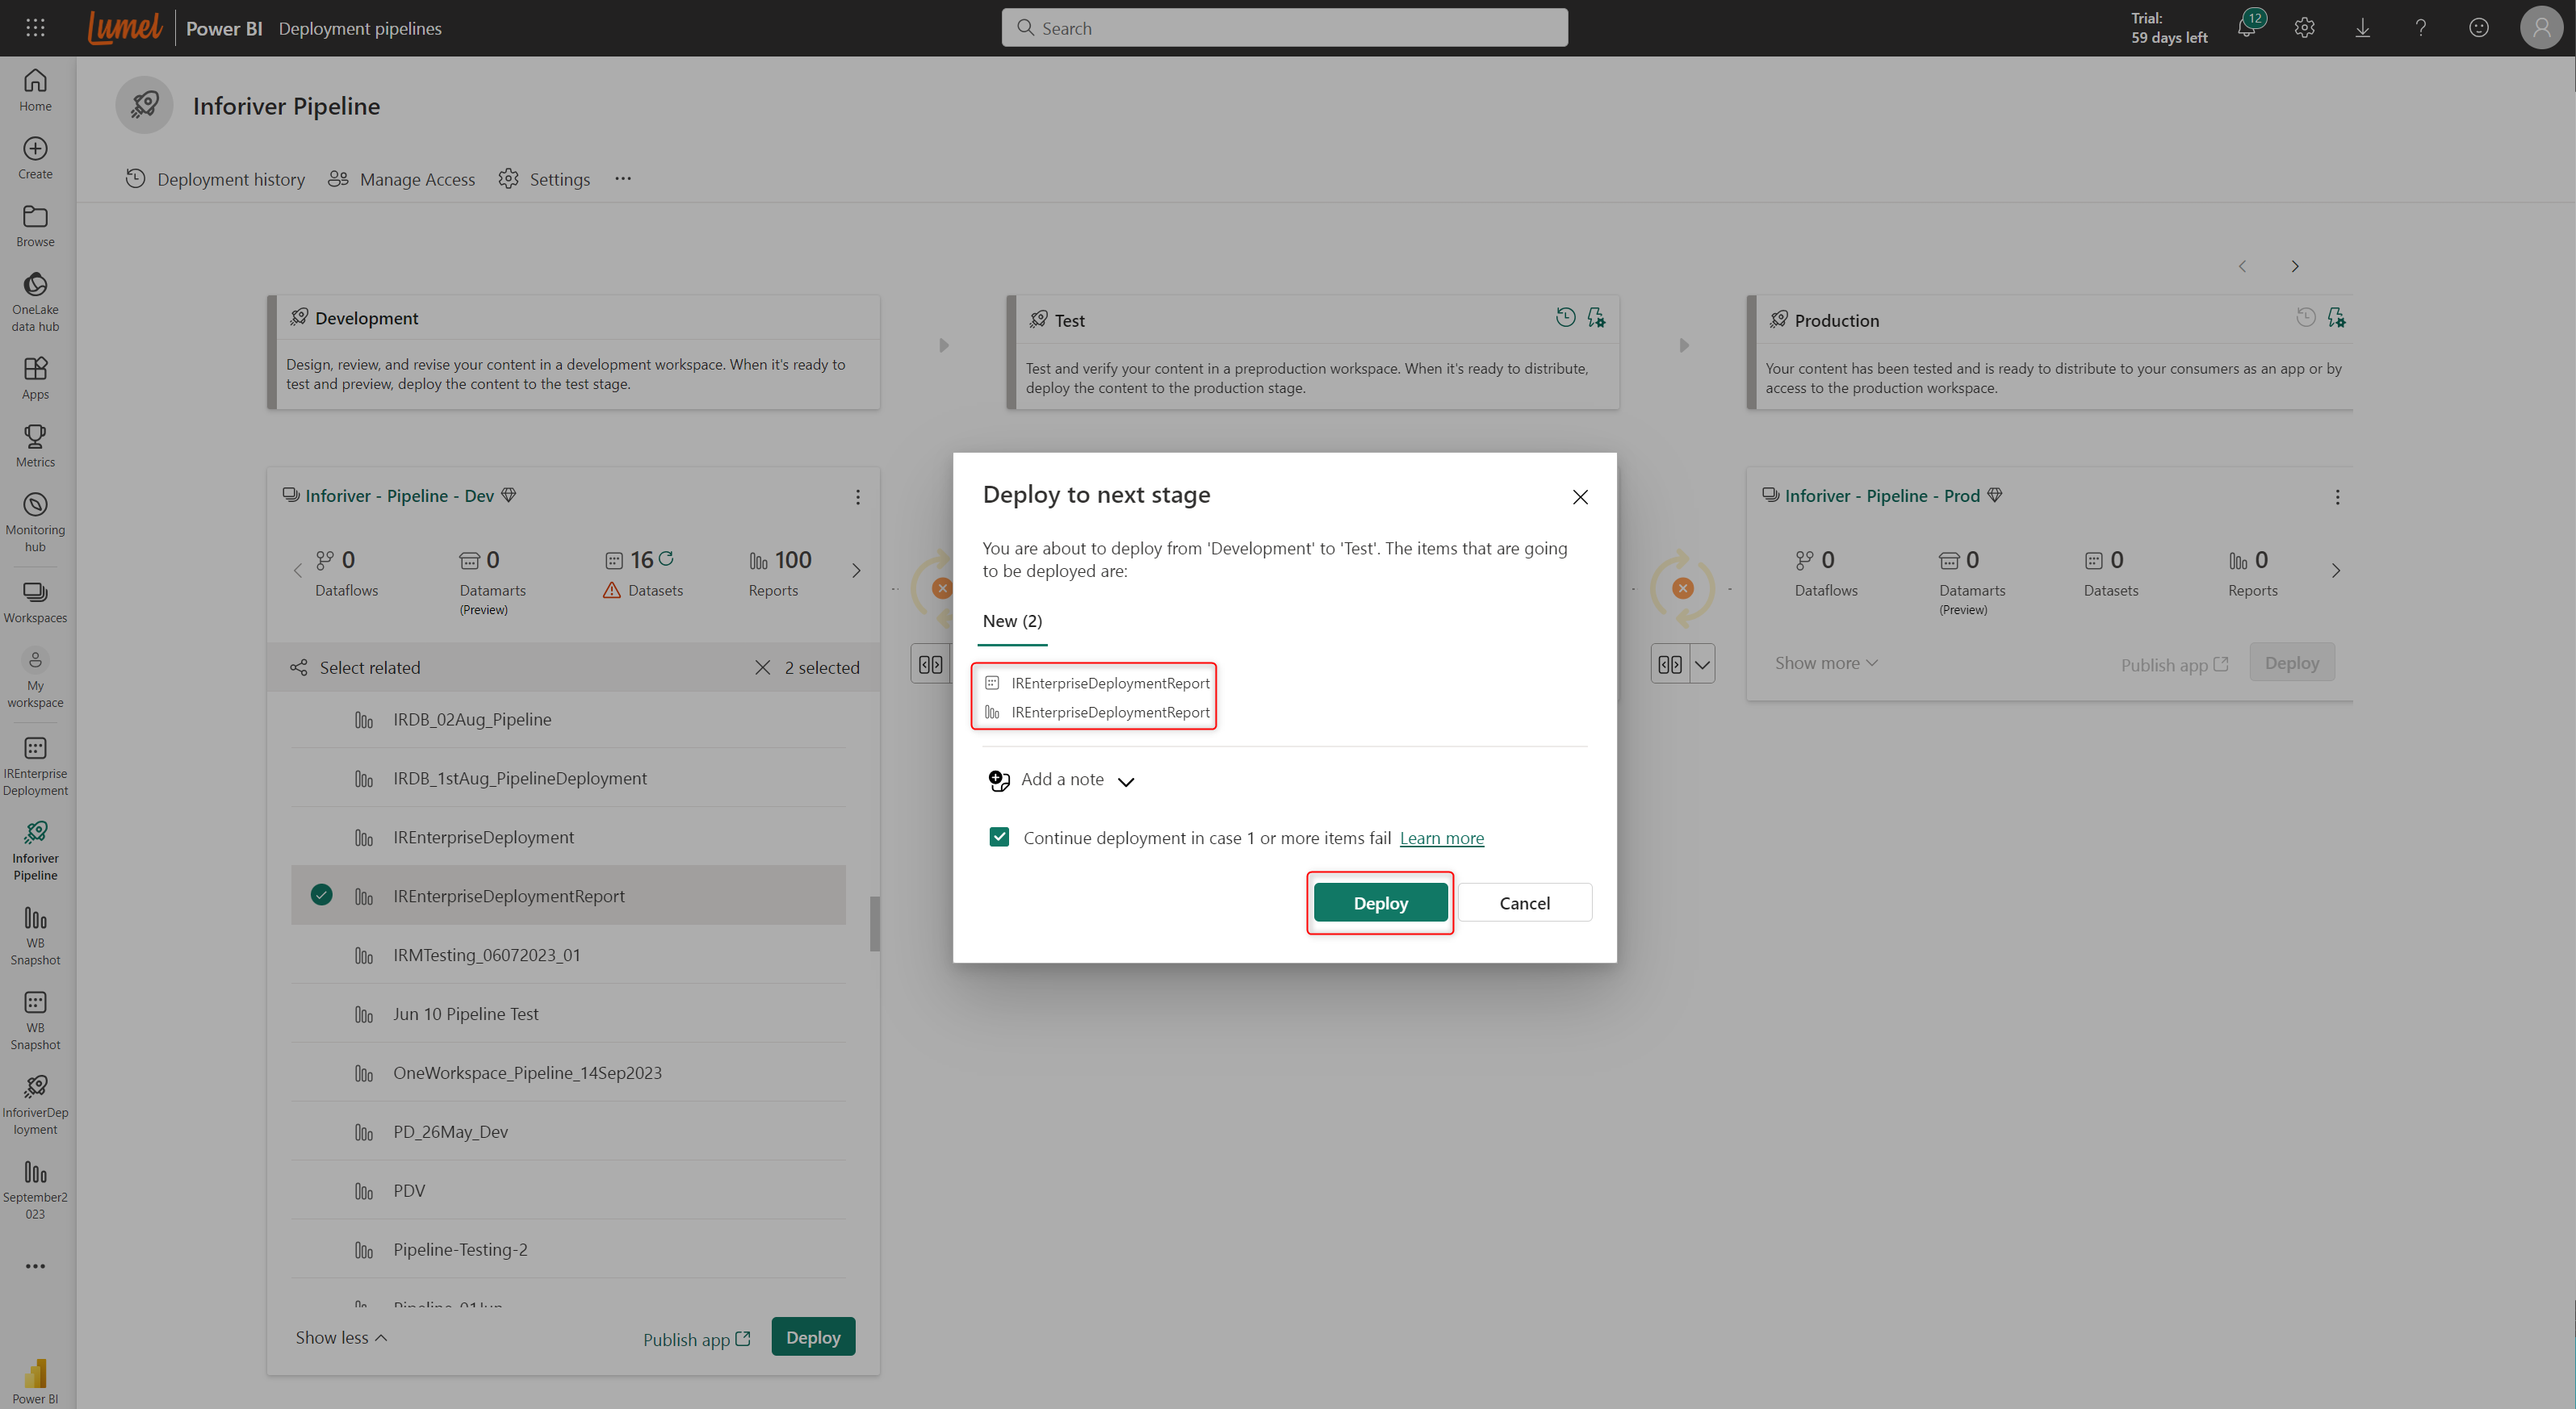 Lumel
Power BI
Deployment pipelines
Search
Trial:
59 days left
12
Home
Create
Browse
OneLake
data hub
Apps
Metrics
Monitoring
hub
Workspaces
My
workspace
IREnterprise
Deployment
Inforiver
Pipeline
WB
Snapshot
WB
Snapshot
InforiverDep
loyment
September2
023
Power BI
Inforiver Pipeline
Deployment history
Manage Access
Settings
Development
Design, review, and revise your content in a development workspace. When it's ready to
test and preview, deploy the content to the test stage.
Test
Test and verify your content in a preproduction workspace. When it's ready to distribute,
deploy the content to the production stage.
Production
Your content has been tested and is ready to distribute to your consumers as an app or by
access to the production workspace.
Inforiver - Pipeline - Dev
0
Dataflows
0
Datamarts
(Preview)
16
Datasets
100
Reports
Select related
2 selected
IRDB_02Aug_Pipeline
IRDB_1stAug_PipelineDeployment
IREnterpriseDeployment
IREnterpriseDeploymentReport
IRMTesting_06072023_01
Jun 10 Pipeline Test
OneWorkspace_Pipeline_14Sep2023
PD_26May_Dev
PDV
Pipeline-Testing-2
Show less
Publish app
Deploy
Deploy to next stage
You are about to deploy from 'Development' to 'Test'. The items that are going
to be deployed are:
New (2)
IREnterpriseDeploymentReport
IREnterpriseDeploymentReport
Add a note
Continue deployment in case 1 or more items fail Learn more
Deploy
Cancel
Inforiver - Pipeline - Prod
0
Dataflows
0
Datamarts
(Preview)
0
Datasets
0
Reports
Show more
Publish app
Deploy